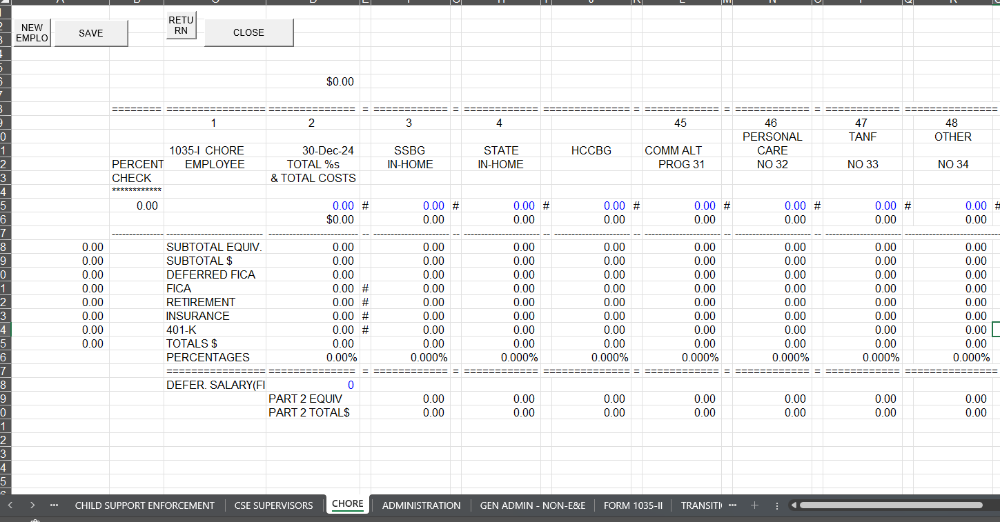 NEW EMPLO SAVE RETU RN CLOSE
$0.00
======== ================ ============== = ============ = ============ ============== = ============ = ============ = ============ ===============
1 2 3 4 45 46 47 48
PERSONAL TANF OTHER
1035-I CHORE 30-Dec-24 SSBG STATE HCCBG COMM ALT CARE
PERCENT EMPLOYEE TOTAL %s IN-HOME IN-HOME PROG 31 NO 32 NO 33 NO 34
CHECK & TOTAL COSTS
************
0.00 0.00 # 0.00 # 0.00 # 0.00 # 0.00 # 0.00 # 0.00 # 0.00 #
$0.00 0.00 0.00 0.00 0.00 0.00 0.00 0.00
0.00 SUBTOTAL EQUIV. 0.00 0.00 0.00 0.00 0.00 0.00 0.00 0.00
0.00 SUBTOTAL $ 0.00 0.00 0.00 0.00 0.00 0.00 0.00 0.00
0.00 DEFERRED FICA 0.00 0.00 0.00 0.00 0.00 0.00 0.00 0.00
0.00 FICA 0.00 # 0.00 0.00 0.00 0.00 0.00 0.00 0.00
0.00 RETIREMENT 0.00 # 0.00 0.00 0.00 0.00 0.00 0.00 0.00
0.00 INSURANCE 0.00 # 0.00 0.00 0.00 0.00 0.00 0.00 0.00
0.00 401-K 0.00 # 0.00 0.00 0.00 0.00 0.00 0.00 0.00
0.00 TOTALS $ 0.00 0.00 0.00 0.00 0.00 0.00 0.00 0.00
PERCENTAGES 0.00% 0.000% 0.000% 0.000% 0.000% 0.000% 0.000% 0.000%
================ ============== = ============ = ============ ============== = ============ = ============ = ============ ===============
DEFER. SALARY(FI 0
PART 2 EQUIV 0.00 0.00 0.00 0.00 0.00 0.00 0.00
PART 2 TOTAL$ 0.00 0.00 0.00 0.00 0.00 0.00 0.00
CHILD SUPPORT ENFORCEMENT CSE SUPERVISORS CHORE ADMINISTRATION GEN ADMIN - NON-E&E FORM 1035-II TRANSITI